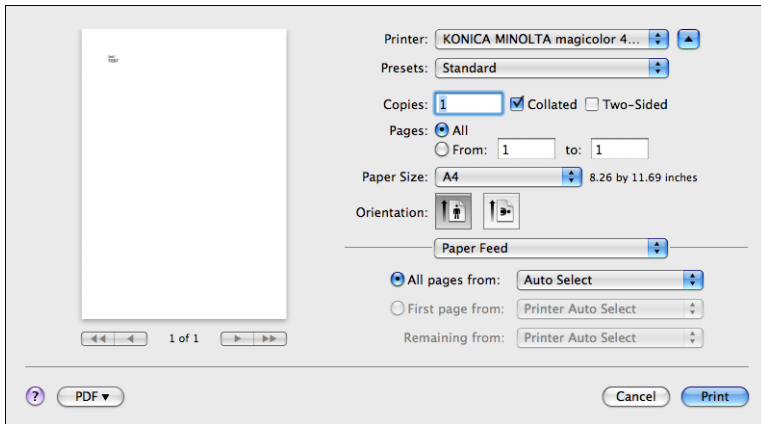 Printer: KONICA MINOLTA magicolor 4...
Presets: Standard
Copies: 1 Collated Two-Sided
Pages: All
From: 1 to: 1
Paper Size: A4 8.26 by 11.69 inches
Orientation:
Paper Feed
All pages from: Auto Select
First page from: Printer Auto Select
Remaining from: Printer Auto Select
1 of 1
? PDF ▼ Cancel Print